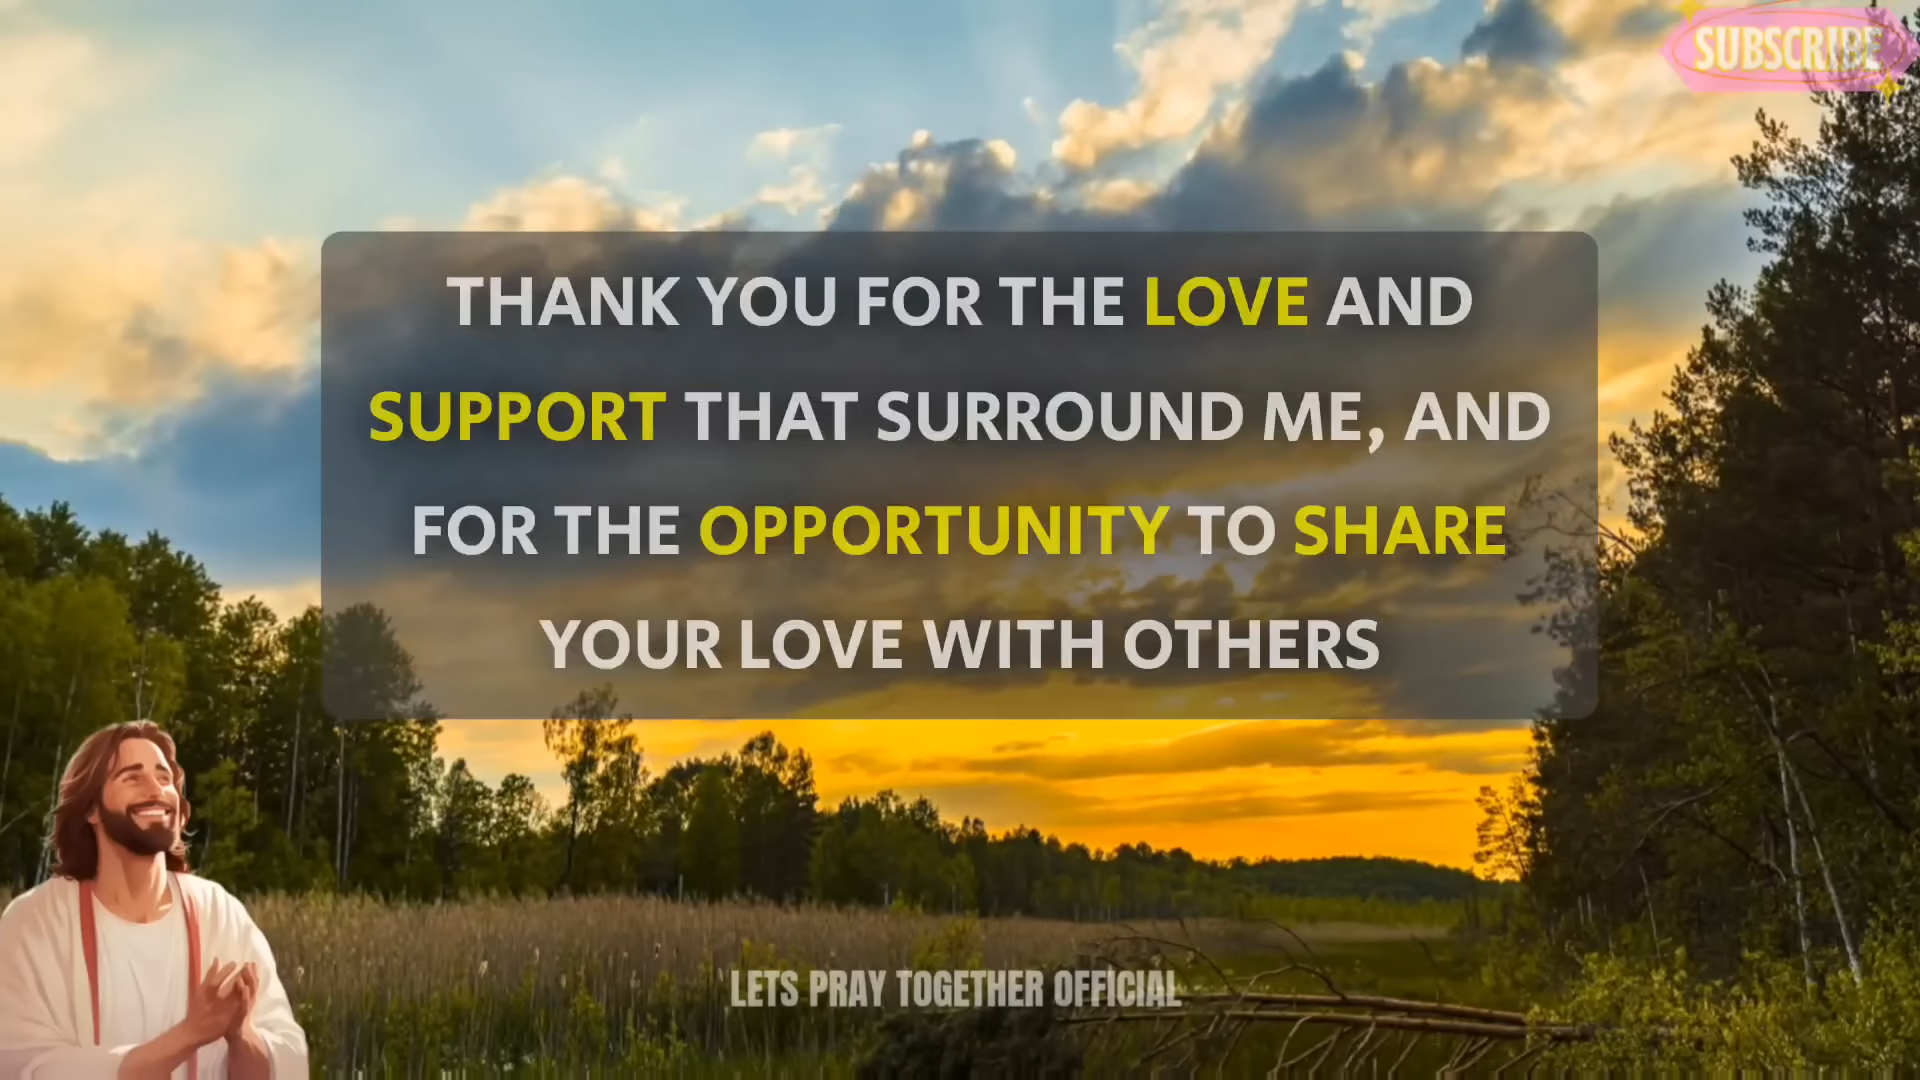 SUBSCRIBE
THANK YOU FOR THE LOVE AND
SUPPORT THAT SURROUND ME, AND
FOR THE OPPORTUNITY TO SHARE
YOUR LOVE WITH OTHERS
LETS PRAY TOGETHER OFFICIAL